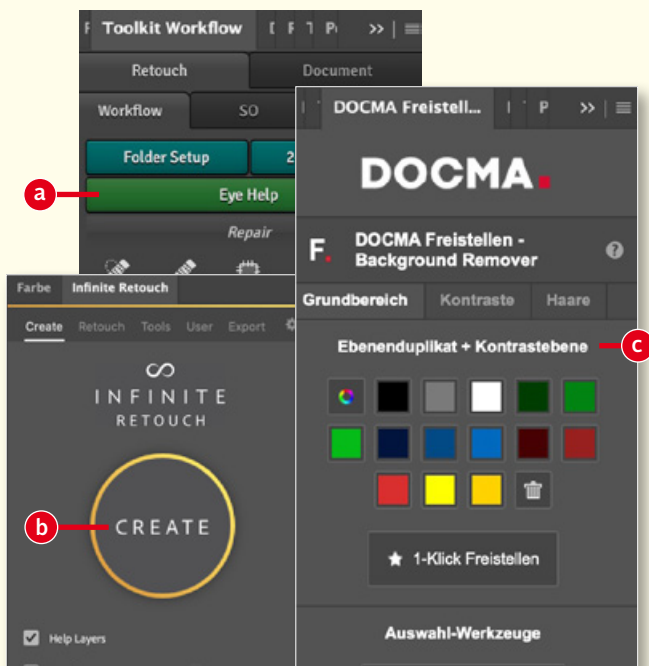 Toolkit Workflow
Retouch Document
Workflow SO
Folder Setup 2
a
Eye Help
Repair
DOCMA Freistell... P
DOCMA.
F. DOCMA Freistellen -
Background Remover
Grundbereich Kontraste Haare
Ebenenduplikat + Kontrastebene
c
1-Klick Freistellen
Auswahl-Werkzeuge
Farbe Infinite Retouch
Create Retouch Tools User Export
INFINITE
RETOUCH
b
CREATE
Help Layers